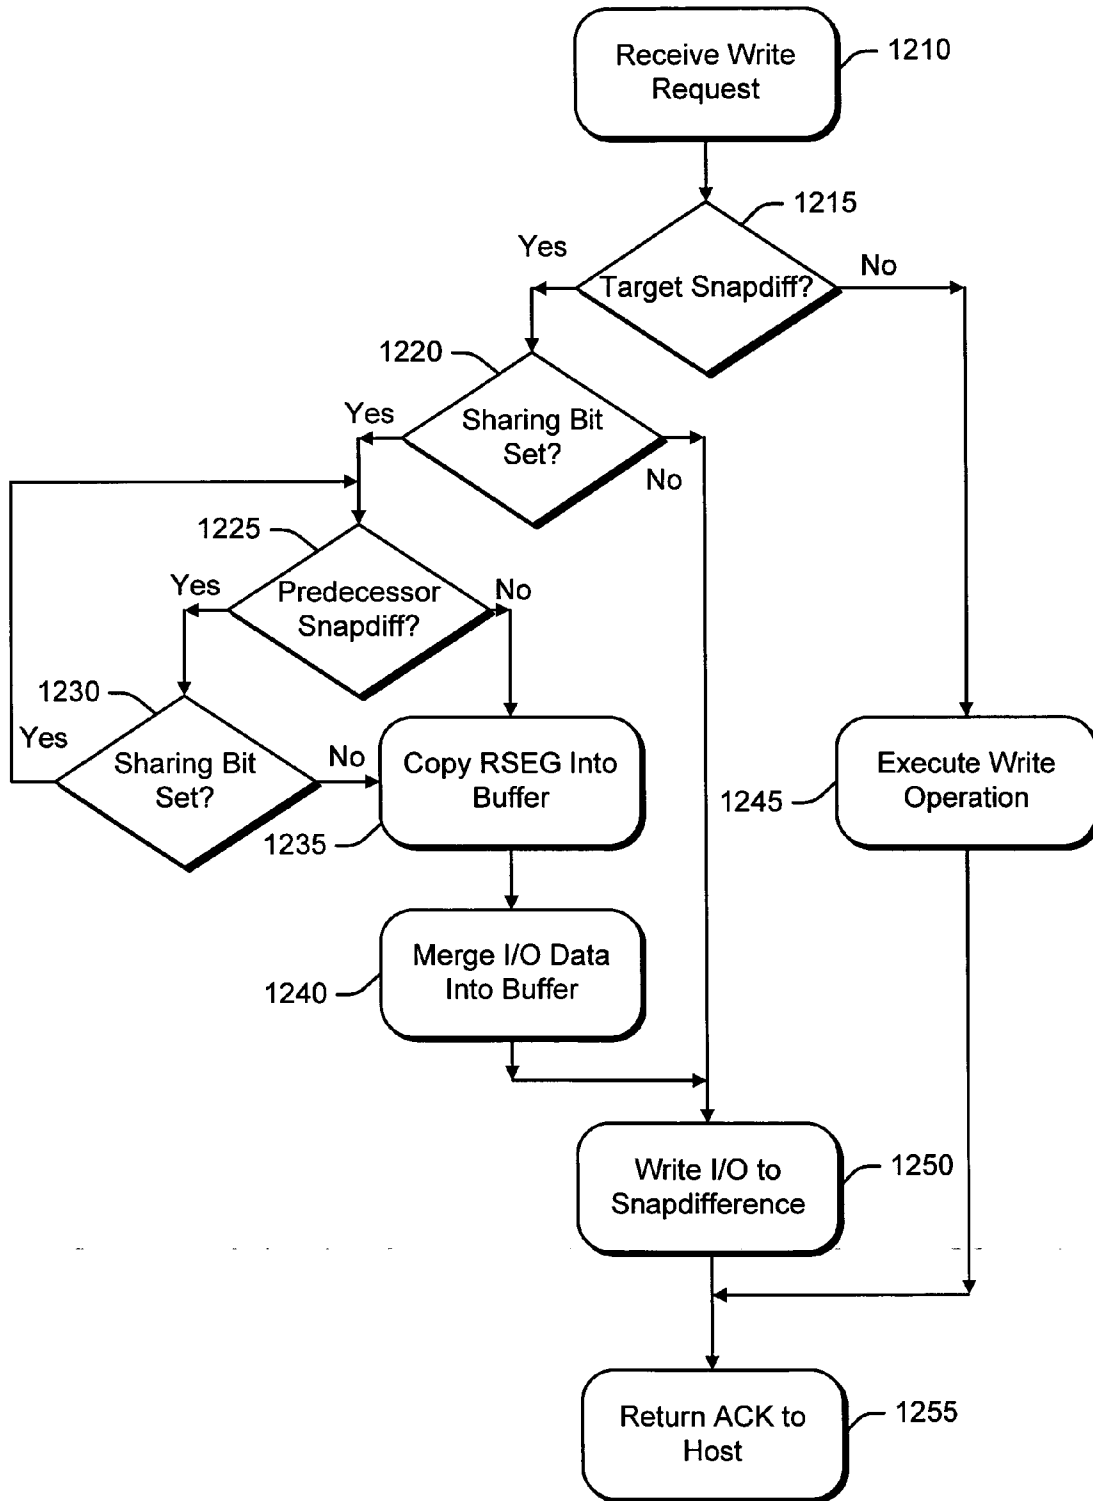 Receive Write
Request
1210
1215
Yes
Target Snapdiff?
No
1220
Yes
Sharing Bit
Set?
No
1225
Yes
Predecessor
Snapdiff?
No
1230
Yes
Sharing Bit
Set?
No
Copy RSEG Into
Buffer
1235
Execute Write
Operation
1245
Merge I/O Data
Into Buffer
1240
Write I/O to
Snapdifference
1250
Return ACK to
Host
1255